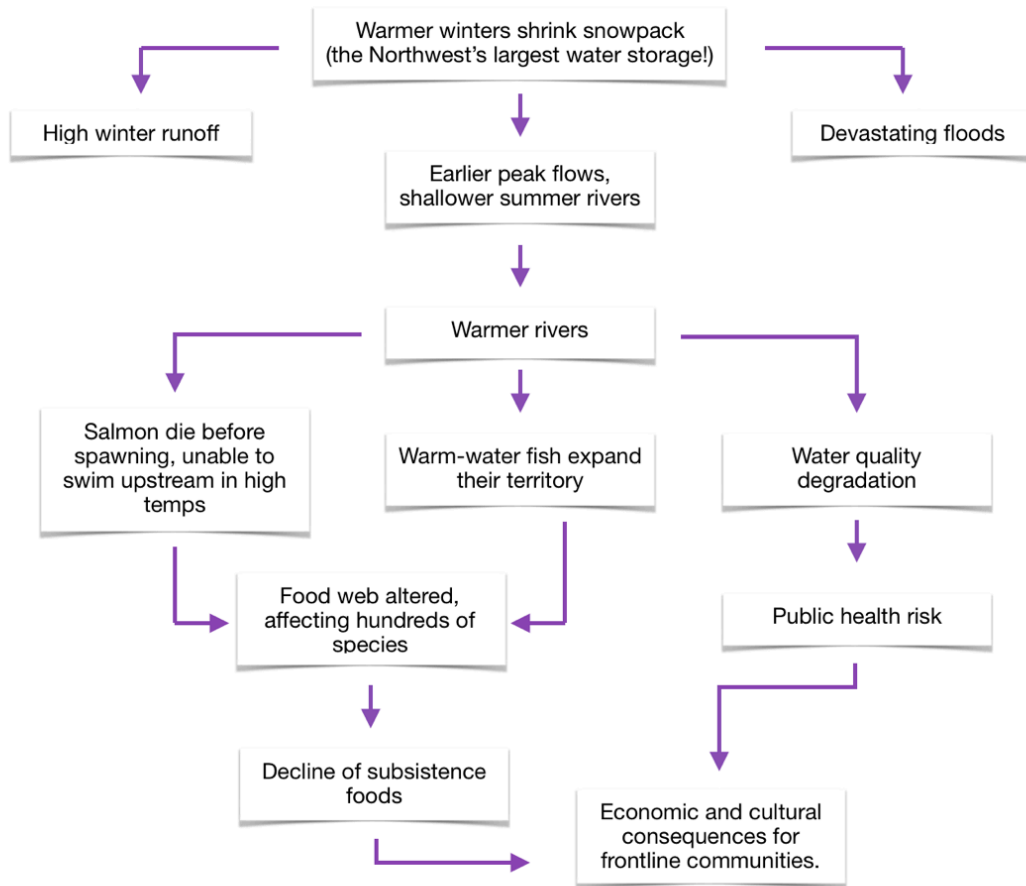 Warmer winters shrink snowpack
(the Northwest's largest water storage!)
High winter runoff
Devastating floods
Earlier peak flows,
shallower summer rivers
Warmer rivers
Salmon die before
spawning, unable to
swim upstream in high
temps
Warm-water fish expand
their territory
Water quality
degradation
Food web altered,
affecting hundreds of
species
Public health risk
Decline of subsistence
foods
Economic and cultural
consequences for
frontline communities.